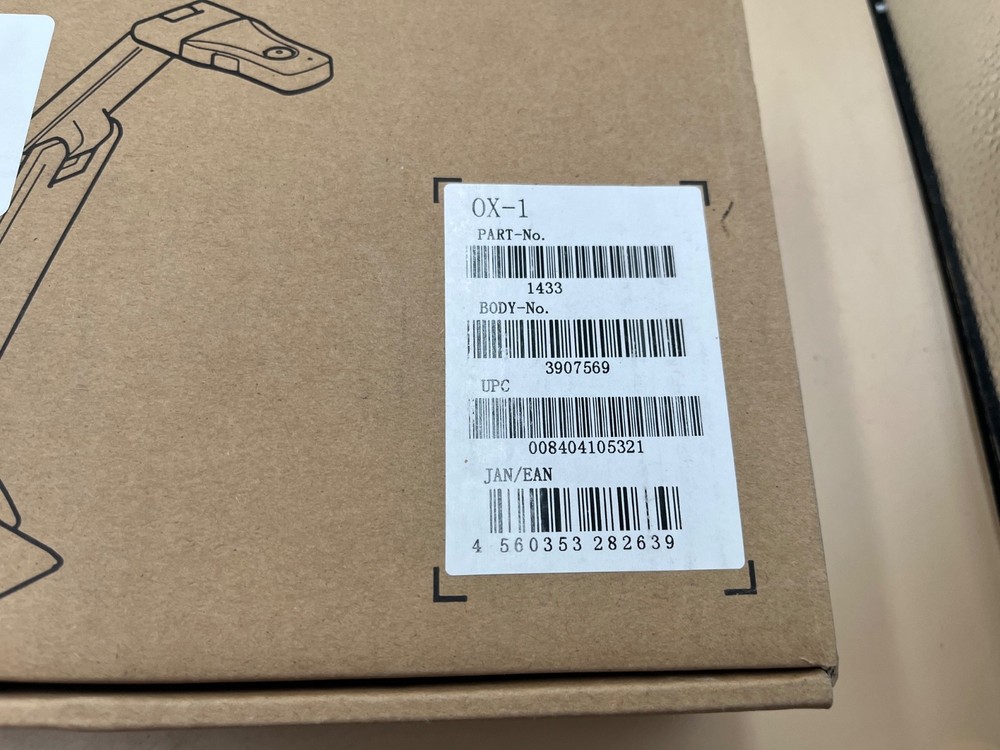 OX-1
PART-No.
1433
BODY-No.
3907569
UPC
008404105321
JAN/EAN
4 560353 282639